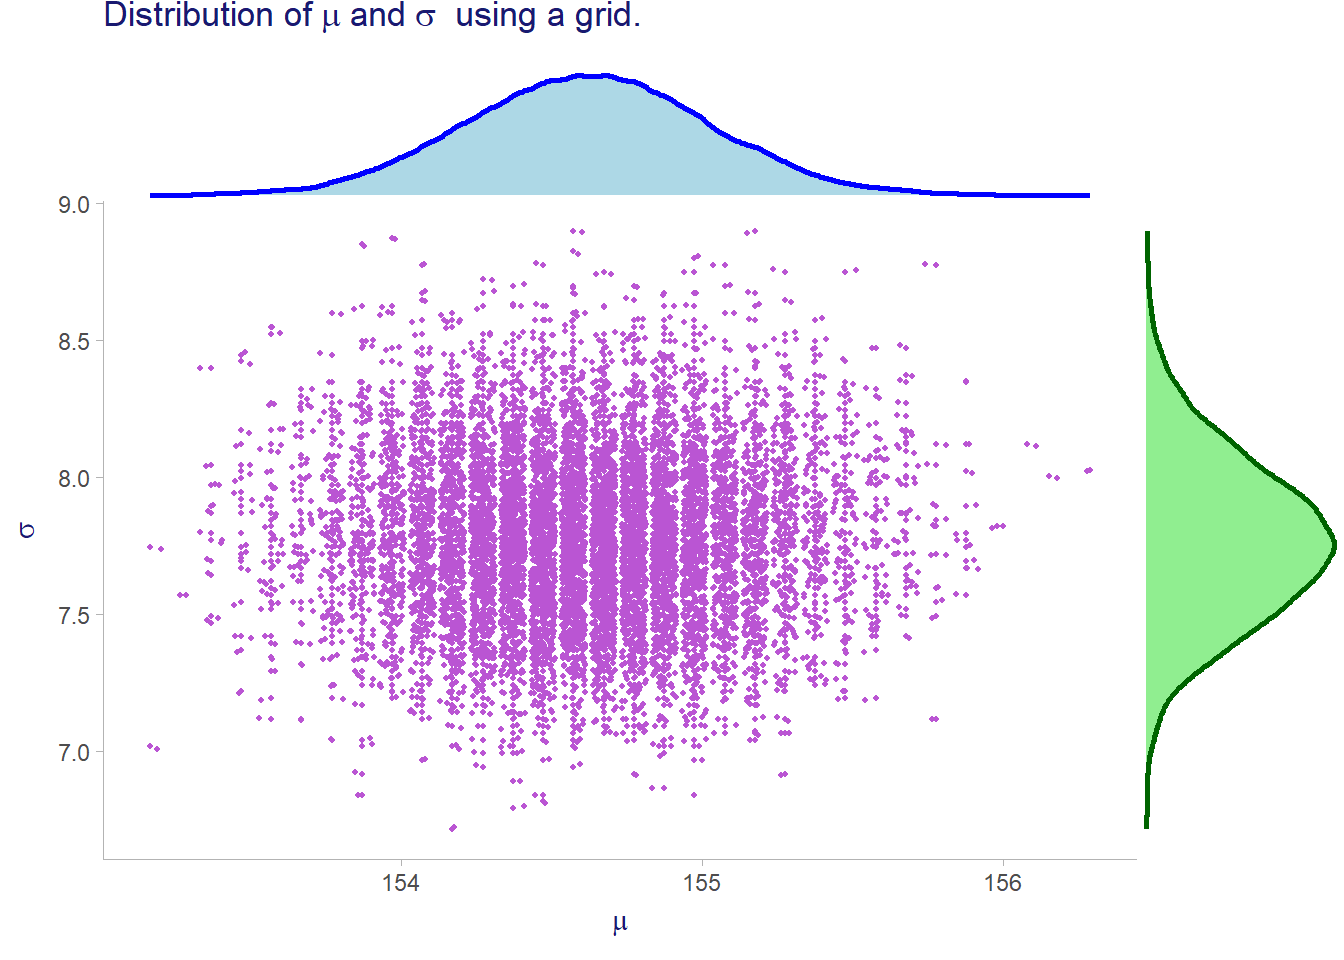 Distribution of μ and σ  using a grid.
9.0
8.5
8.0
7.5
7.0
σ
154 155 156
μ